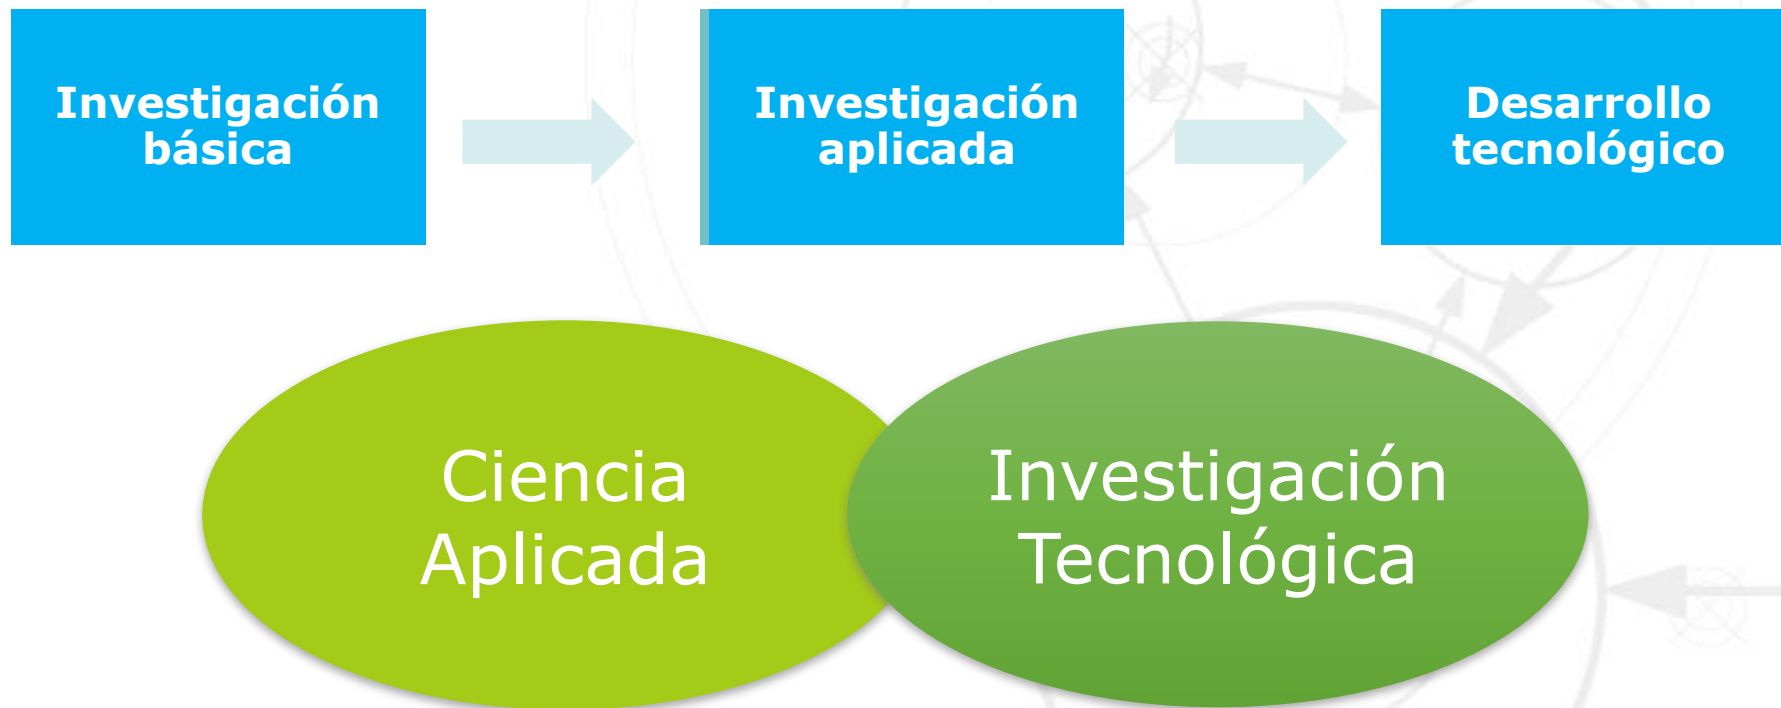 Investigación
básica
Investigación
aplicada
Desarrollo
tecnológico
Ciencia
Aplicada
Investigación
Tecnológica